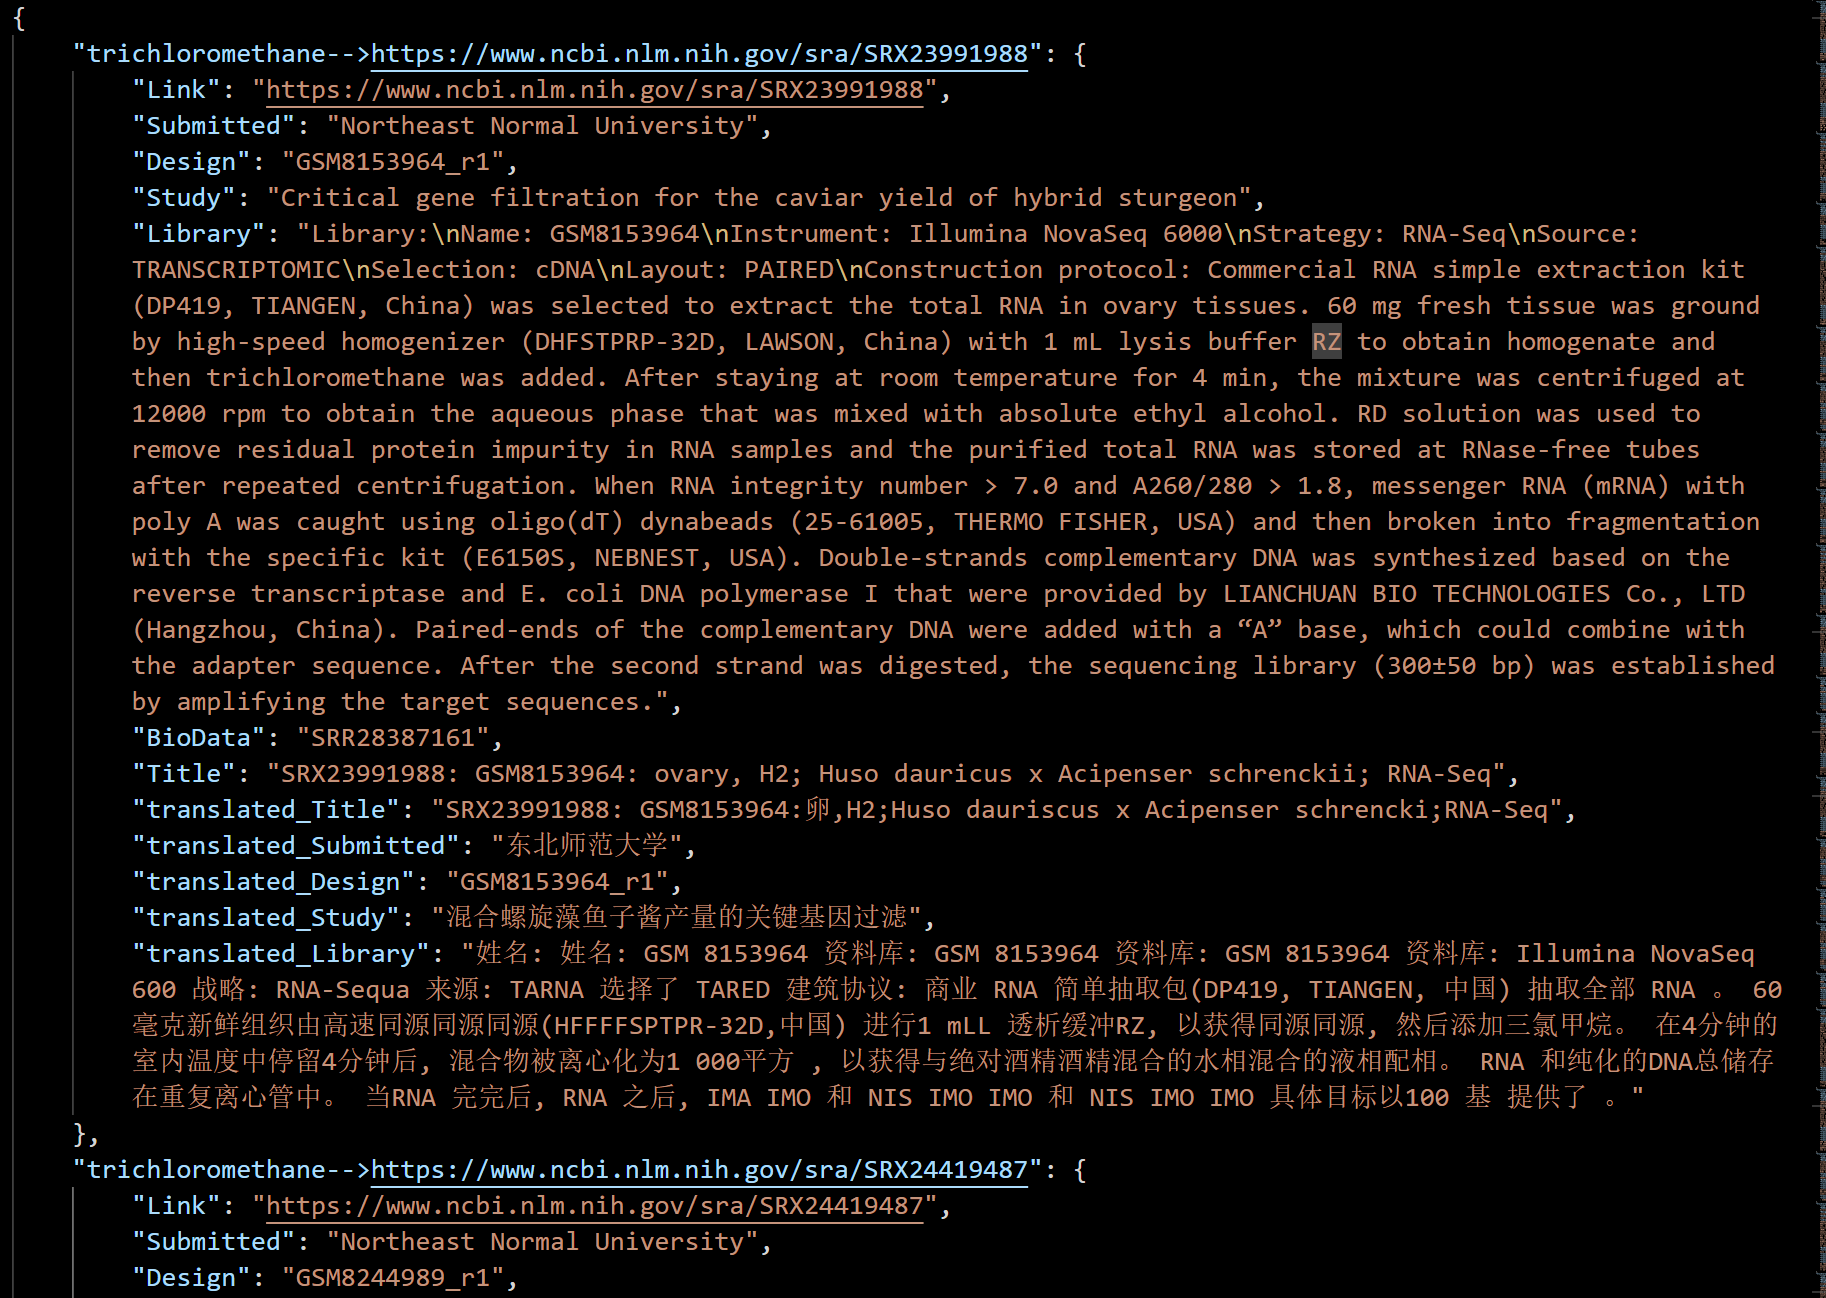 {
"trichloromethane-->https://www.ncbi.nlm.nih.gov/sra/SRX23991988": {
"Link": "https://www.ncbi.nlm.nih.gov/sra/SRX23991988",
"Submitted": "Northeast Normal University",
"Design": "GSM8153964_r1",
"Study": "Critical gene filtration for the caviar yield of hybrid sturgeon",
"Library": "Library:\nName: GSM8153964\nInstrument: Illumina NovaSeq 6000\nStrategy: RNA-Seq\nSource:
TRANSCRIPTOMIC\nSelection: cDNA\nLayout: PAIRED\nConstruction protocol: Commercial RNA simple extraction kit
(DP419, TIANGEN, China) was selected to extract the total RNA in ovary tissues. 60 mg fresh tissue was ground
by high-speed homogenizer (DHFSTPRP-32D, LAWSON, China) with 1 mL lysis buffer RZ to obtain homogenate and
then trichloromethane was added. After staying at room temperature for 4 min, the mixture was centrifuged at
12000 rpm to obtain the aqueous phase that was mixed with absolute ethyl alcohol. RD solution was used to
remove residual protein impurity in RNA samples and the purified total RNA was stored at RNase-free tubes
after repeated centrifugation. When RNA integrity number > 7.0 and A260/280 > 1.8, messenger RNA (mRNA) with
poly A was caught using oligo(dT) dynabeads (25-61005, THERMO FISHER, USA) and then broken into fragmentation
with the specific kit (E6150S, NEBNEST, USA). Double-strands complementary DNA was synthesized based on the
reverse transcriptase and E. coli DNA polymerase I that were provided by LIANCHUAN BIO TECHNOLOGIES Co., LTD
(Hangzhou, China). Paired-ends of the complementary DNA were added with a “A” base, which could combine with
the adapter sequence. After the second strand was digested, the sequencing library (300±50 bp) was established
by amplifying the target sequences.",
"BioData": "SRR28387161",
"Title": "SRX23991988: GSM8153964: ovary, H2; Huso dauricus x Acipenser schrenckii; RNA-Seq",
"translated_Title": "SRX23991988: GSM8153964:卵,H2;Huso dauriscus x Acipenser schrencki;RNA-Seq",
"translated_Submitted": "东北师范大学",
"translated_Design": "GSM8153964_r1",
"translated_Study": "混合螺旋藻鱼子酱产量的关键基因过滤",
"translated_Library": "姓名: 姓名: GSM 8153964 资料库: GSM 8153964 资料库: GSM 8153964 资料库: Illumina NovaSeq
600 战略: RNA-Sequa 来源: TARNA 选择了 TARED 建筑协议: 商业 RNA 简单抽取包(DP419, TIANGEN, 中国) 抽取全部 RNA 。 60
毫克新鲜组织由高速同源同源同源(HFFFFSPTPR-32D,中国) 进行1 mLL 透析缓冲RZ, 以获得同源同源, 然后添加三氯甲烷。 在4分钟的
室内温度中停留4分钟后, 混合物被离心化为1 000平方 , 以获得与绝对酒精酒精混合的水相混合的液相配相。 RNA 和纯化的DNA总储存
在重复离心管中。 当RNA 完完后, RNA 之后, IMA IMO 和 NIS IMO IMO 和 NIS IMO IMO 具体目标以100 基 提供了 。"
},
"trichloromethane-->https://www.ncbi.nlm.nih.gov/sra/SRX24419487": {
"Link": "https://www.ncbi.nlm.nih.gov/sra/SRX24419487",
"Submitted": "Northeast Normal University",
"Design": "GSM8244989_r1",